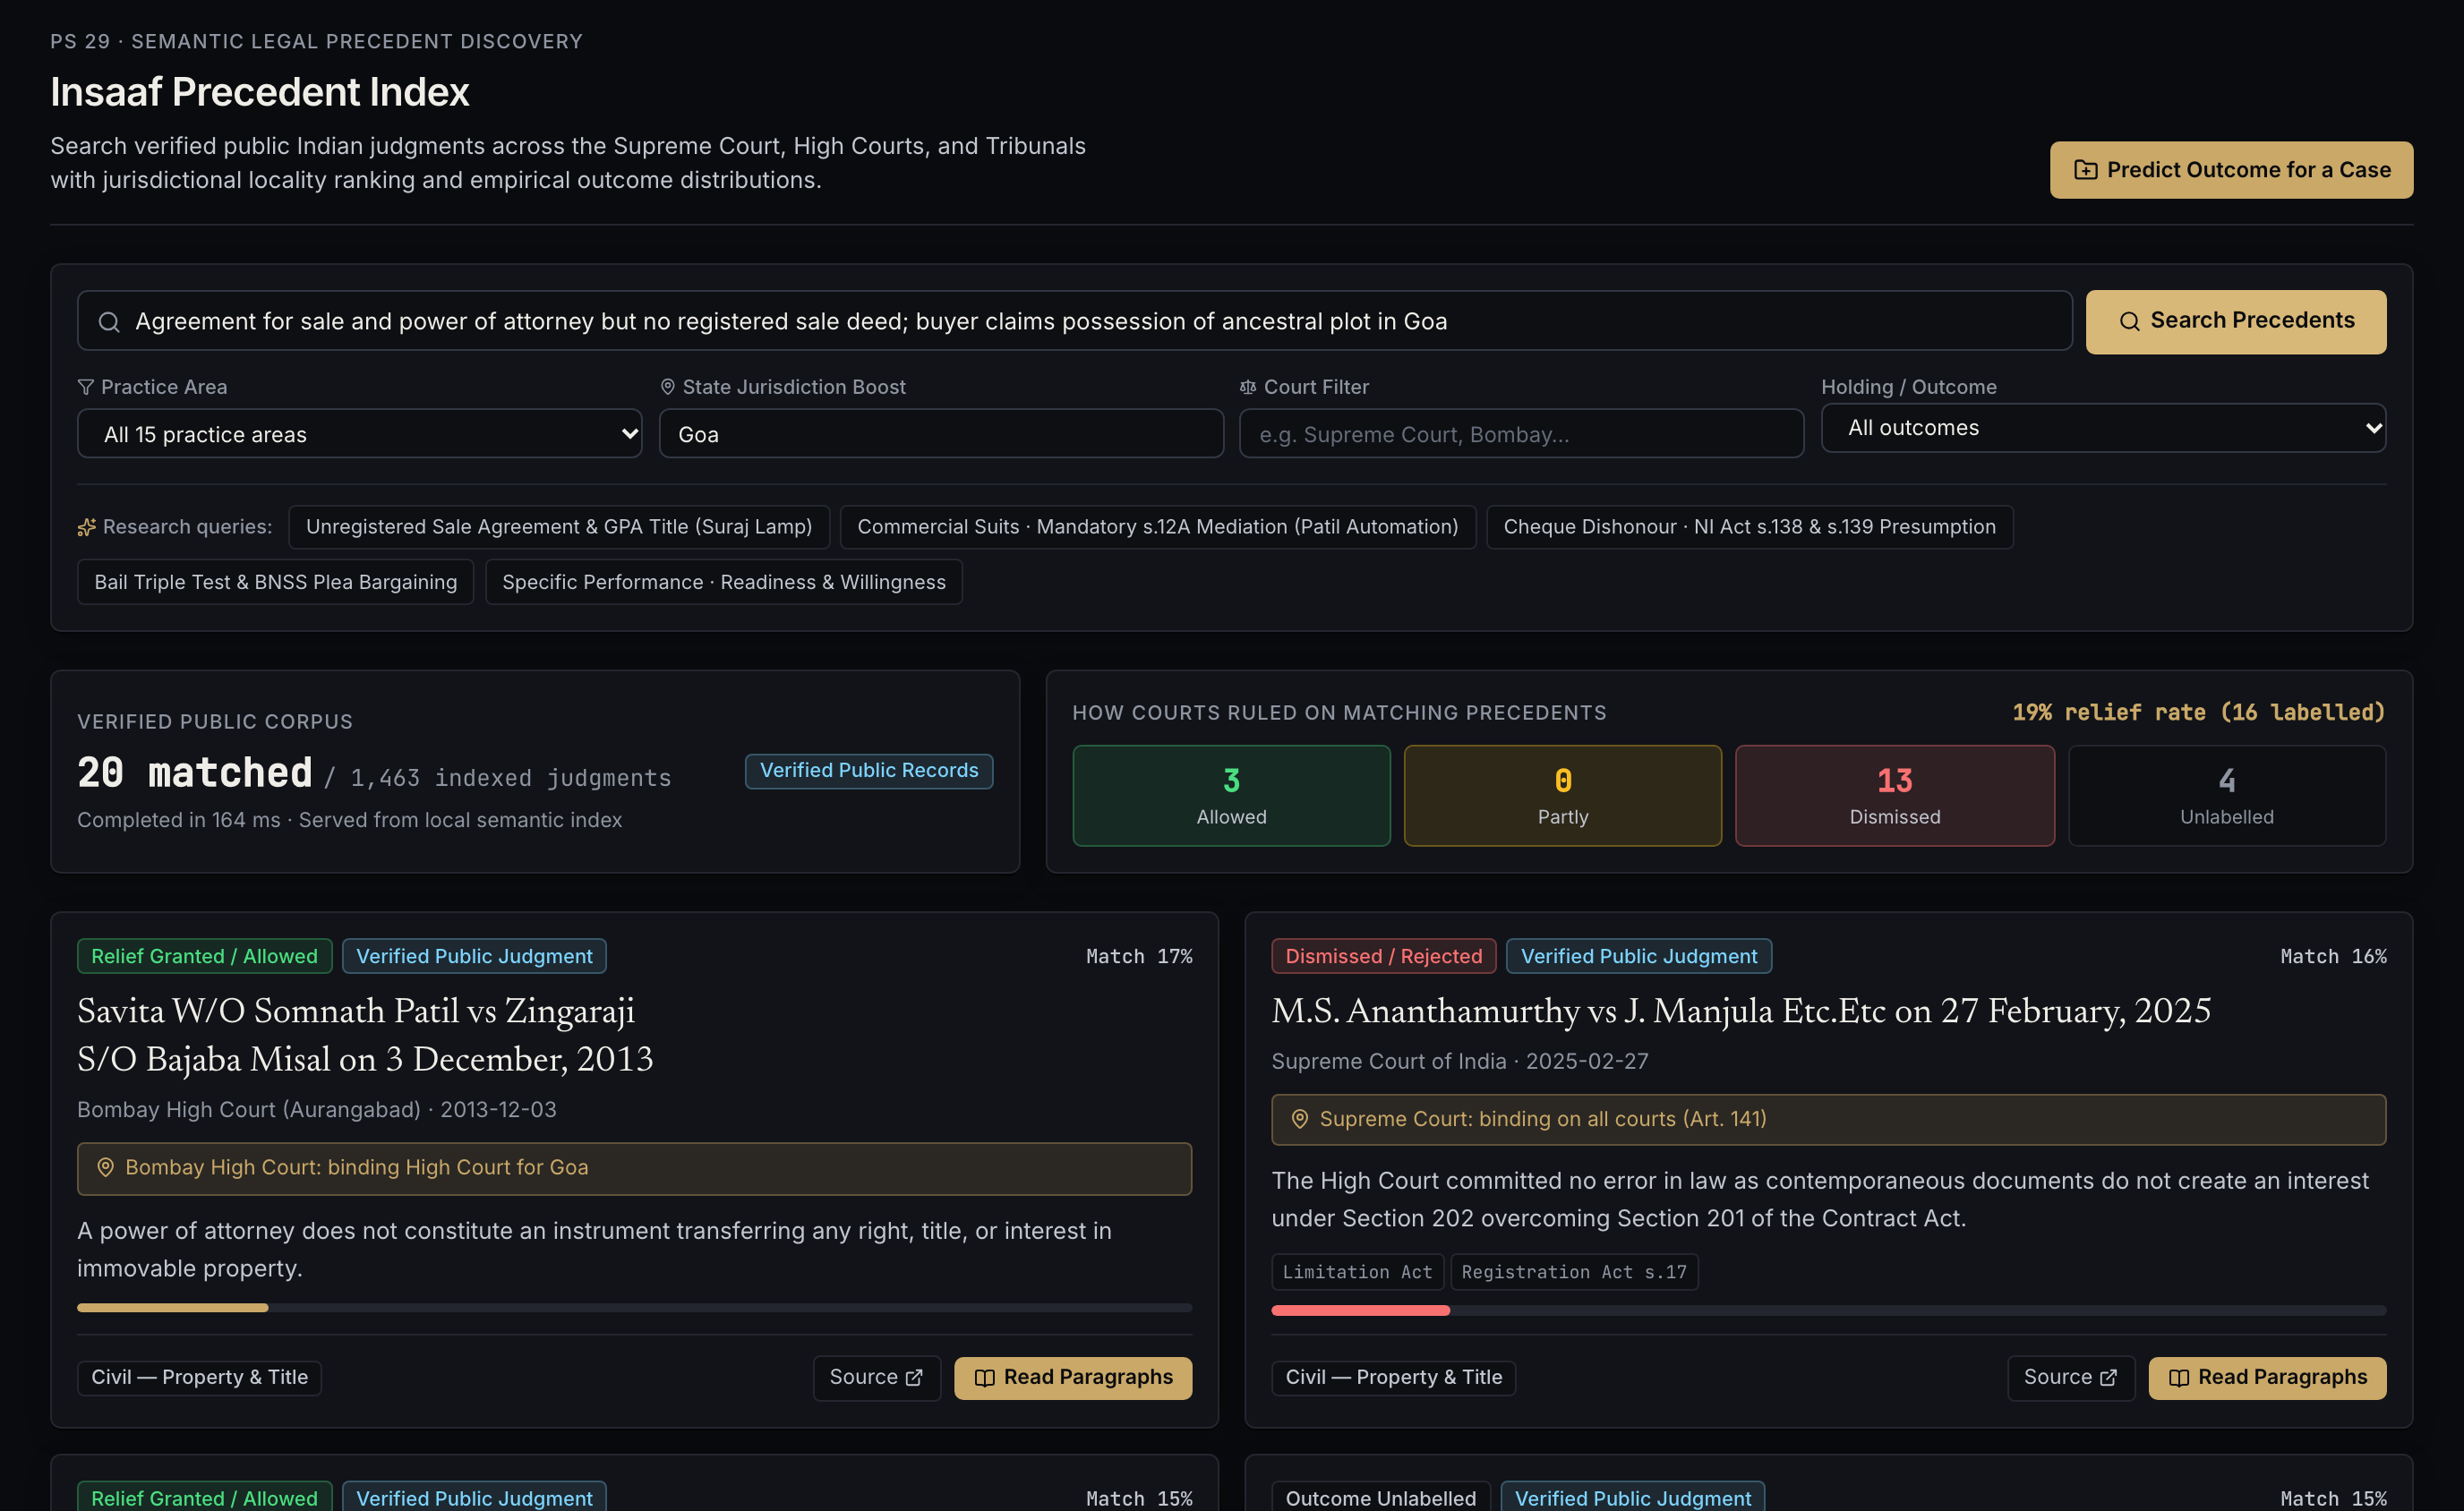 PS 29 · SEMANTIC LEGAL PRECEDENT DISCOVERY
Insaaf Precedent Index
Search verified public Indian judgments across the Supreme Court, High Courts, and Tribunals
with jurisdictional locality ranking and empirical outcome distributions.
Predict Outcome for a Case
Agreement for sale and power of attorney but no registered sale deed; buyer claims possession of ancestral plot in Goa
Search Precedents
Practice Area
State Jurisdiction Boost
Court Filter
Holding / Outcome
All 15 practice areas
Goa
e.g. Supreme Court, Bombay...
All outcomes
Research queries:
Unregistered Sale Agreement & GPA Title (Suraj Lamp)
Commercial Suits · Mandatory s.12A Mediation (Patil Automation)
Cheque Dishonour · NI Act s.138 & s.139 Presumption
Bail Triple Test & BNSS Plea Bargaining
Specific Performance · Readiness & Willingness
VERIFIED PUBLIC CORPUS
20 matched / 1,463 indexed judgments
Verified Public Records
Completed in 164 ms · Served from local semantic index
HOW COURTS RULED ON MATCHING PRECEDENTS
19% relief rate (16 labelled)
3
Allowed
0
Partly
13
Dismissed
4
Unlabelled
Relief Granted / Allowed
Verified Public Judgment
Match 17%
Savita W/O Somnath Patil vs Zingaraji
S/O Bajaba Misal on 3 December, 2013
Bombay High Court (Aurangabad) · 2013-12-03
Bombay High Court: binding High Court for Goa
A power of attorney does not constitute an instrument transferring any right, title, or interest in
immovable property.
Civil — Property & Title
Source
Read Paragraphs
Dismissed / Rejected
Verified Public Judgment
Match 16%
M.S. Ananthamurthy vs J. Manjula Etc.Etc on 27 February, 2025
Supreme Court of India · 2025-02-27
Supreme Court: binding on all courts (Art. 141)
The High Court committed no error in law as contemporaneous documents do not create an interest
under Section 202 overcoming Section 201 of the Contract Act.
Limitation Act
Registration Act s.17
Civil — Property & Title
Source
Read Paragraphs
Relief Granted / Allowed
Verified Public Judgment
Match 15%
Outcome Unlabelled
Verified Public Judgment
Match 15%